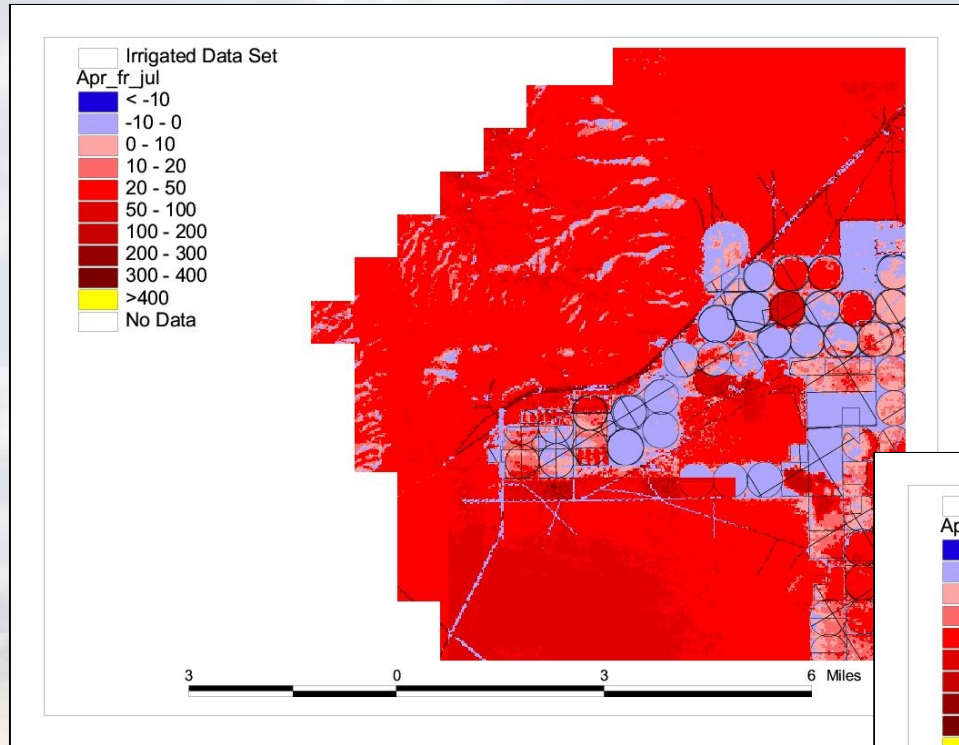 Irrigated Data Set
Apr_fr_jul
< -10
-10 - 0
0 - 10
10 - 20
20 - 50
50 - 100
100 - 200
200 - 300
300 - 400
>400
No Data
3 0 3 6 Miles
Ap